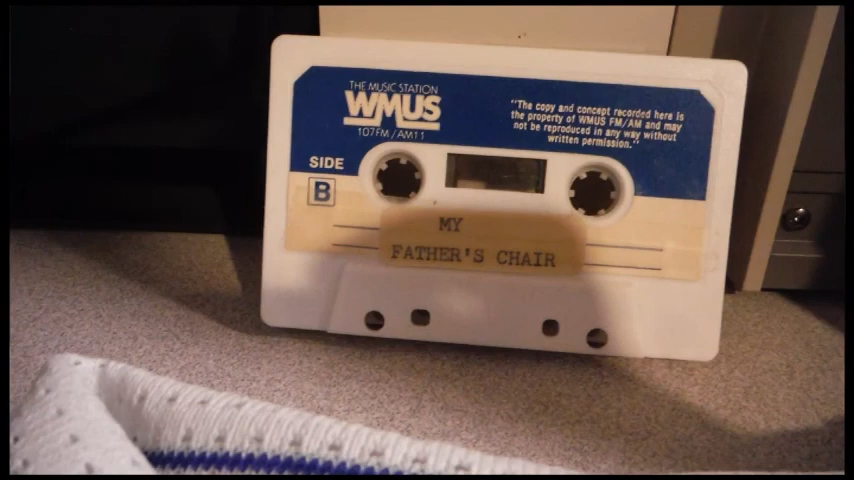 THE MUSIC STATION
WMUS
107FM/AM11
"The copy and concept recorded here is
the property of WMUS FM/AM and may
not be reproduced in any way without
written permission."
SIDE
B
MY
FATHER'S CHAIR